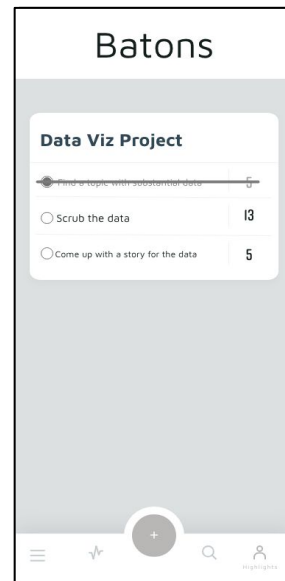 Batons
Data Viz Project
Find a topic with substantial data 5
Scrub the data 13
Come up with a story for the data 5
+
Highlights